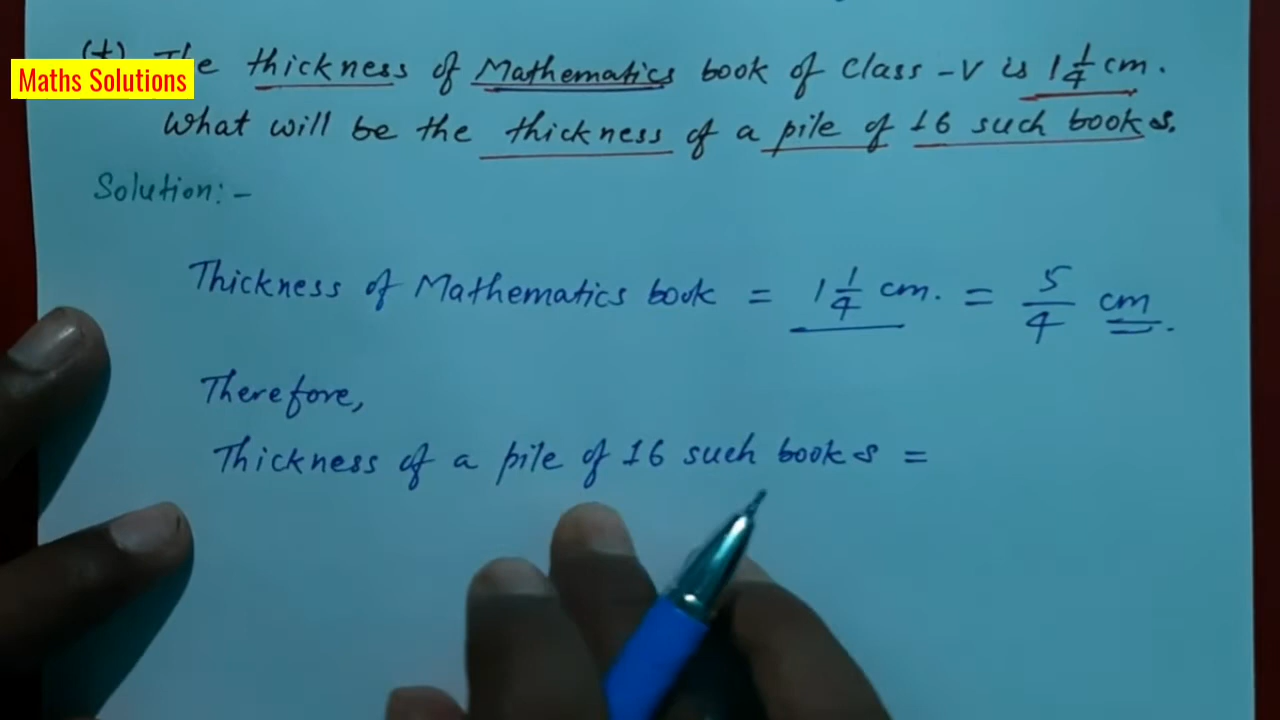 (t) The thickness of Mathematics book of Class -V is 1 1/4 cm.
Maths Solutions
What will be the thickness of a pile of 16 such books.
Solution:-
Thickness of Mathematics book = 1 1/4 cm. = 5/4 cm.
Therefore,
Thickness of a pile of 16 such books =